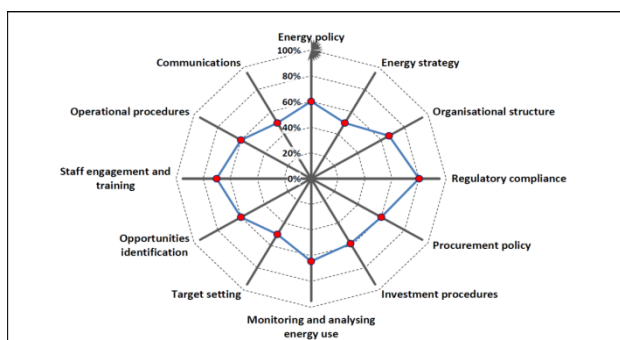 Energy policy
100%
Communications
Energy strategy
80%
Operational procedures
60%
Organisational structure
40%
20%
Staff engagement and
training
0%
Regulatory compliance
Opportunities
identification
Procurement policy
Target setting
Investment procedures
Monitoring and analysing
energy use